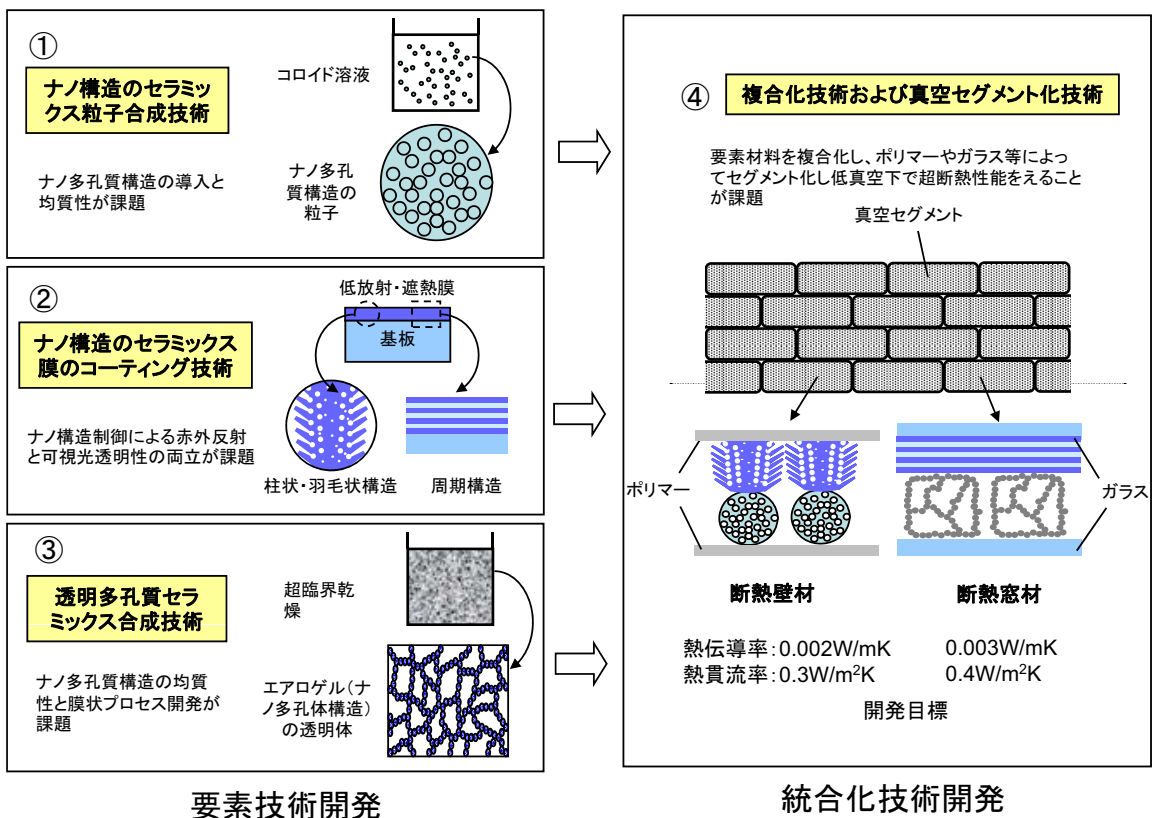 ①
ナノ構造のセラミッ
クス粒子合成技術
ナノ多孔質構造の導入と
均質性が課題
コロイド溶液
ナノ多孔
質構造の
粒子
②
ナノ構造のセラミックス
膜のコーティング技術
ナノ構造制御による赤外反射
と可視光透明性の両立が課題
低放射・遮熱膜
基板
柱状・羽毛状構造
周期構造
③
透明多孔質セラ
ミックス合成技術
ナノ多孔質構造の均質
性と膜状プロセス開発が
課題
超臨界乾
燥
エアロゲル(ナ
ノ多孔体構造)
の透明体
要素技術開発
④
複合化技術および真空セグメント化技術
要素材料を複合化し、ポリマーやガラス等によっ
てセグメント化し低真空下で超断熱性能をえること
が課題
真空セグメント
ポリマー
ガラス
断熱壁材
断熱窓材
熱伝導率:0.002W/mK 0.003W/mK
熱貫流率:0.3W/m²K 0.4W/m²K
開発目標
統合化技術開発